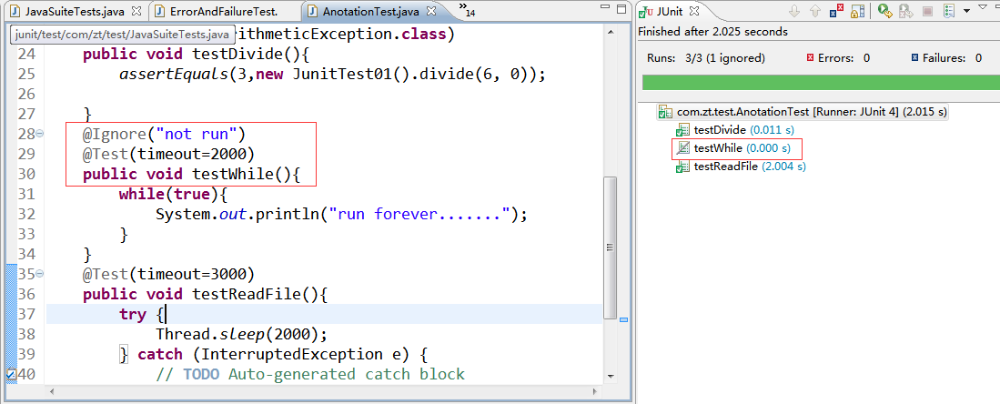 JavaSuiteTests.java
ErrorAndFailureTest.
AnotationTest.java
14
junit/test/com/zt/test/JavaSuiteTests.java
rithmeticException.class)
24 public void testDivide(){
25 assertEquals(3,new JunitTest01().divide(6, 0));
26
27 }
28 @Ignore("not run")
29 @Test(timeout=2000)
30 public void testWhile(){
31 while(true){
32 System.out.println("run forever.......");
33 }
34 }
35 @Test(timeout=3000)
36 public void testReadFile(){
37 try {
38 Thread.sleep(2000);
39 } catch (InterruptedException e) {
40 // TODO Auto-generated catch block
JUnit
Finished after 2.025 seconds
Runs: 3/3 (1 ignored) Errors: 0 Failures: 0
com.zt.test.AnotationTest [Runner: JUnit 4] (2.015 s)
testDivide (0.011 s)
testWhile (0.000 s)
testReadFile (2.004 s)